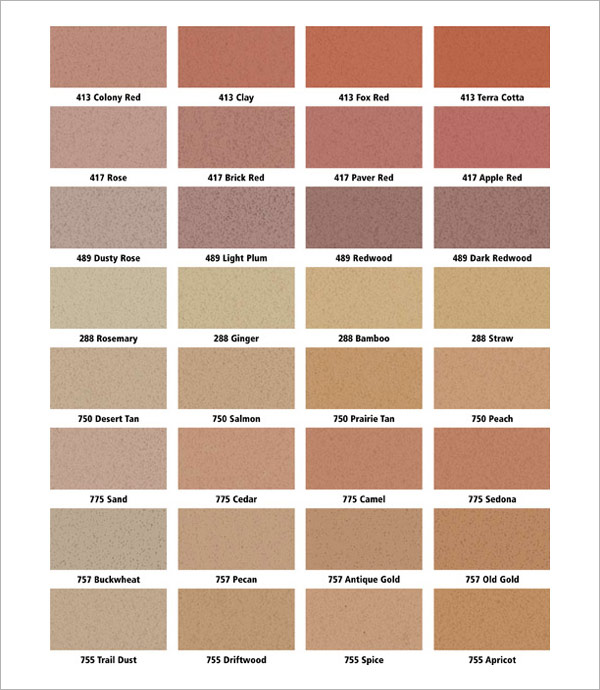 413 Colony Red 413 Clay 413 Fox Red 413 Terra Cotta
417 Rose 417 Brick Red 417 Paver Red 417 Apple Red
489 Dusty Rose 489 Light Plum 489 Redwood 489 Dark Redwood
288 Rosemary 288 Ginger 288 Bamboo 288 Straw
750 Desert Tan 750 Salmon 750 Prairie Tan 750 Peach
775 Sand 775 Cedar 775 Camel 775 Sedona
757 Buckwheat 757 Pecan 757 Antique Gold 757 Old Gold
755 Trail Dust 755 Driftwood 755 Spice 755 Apricot